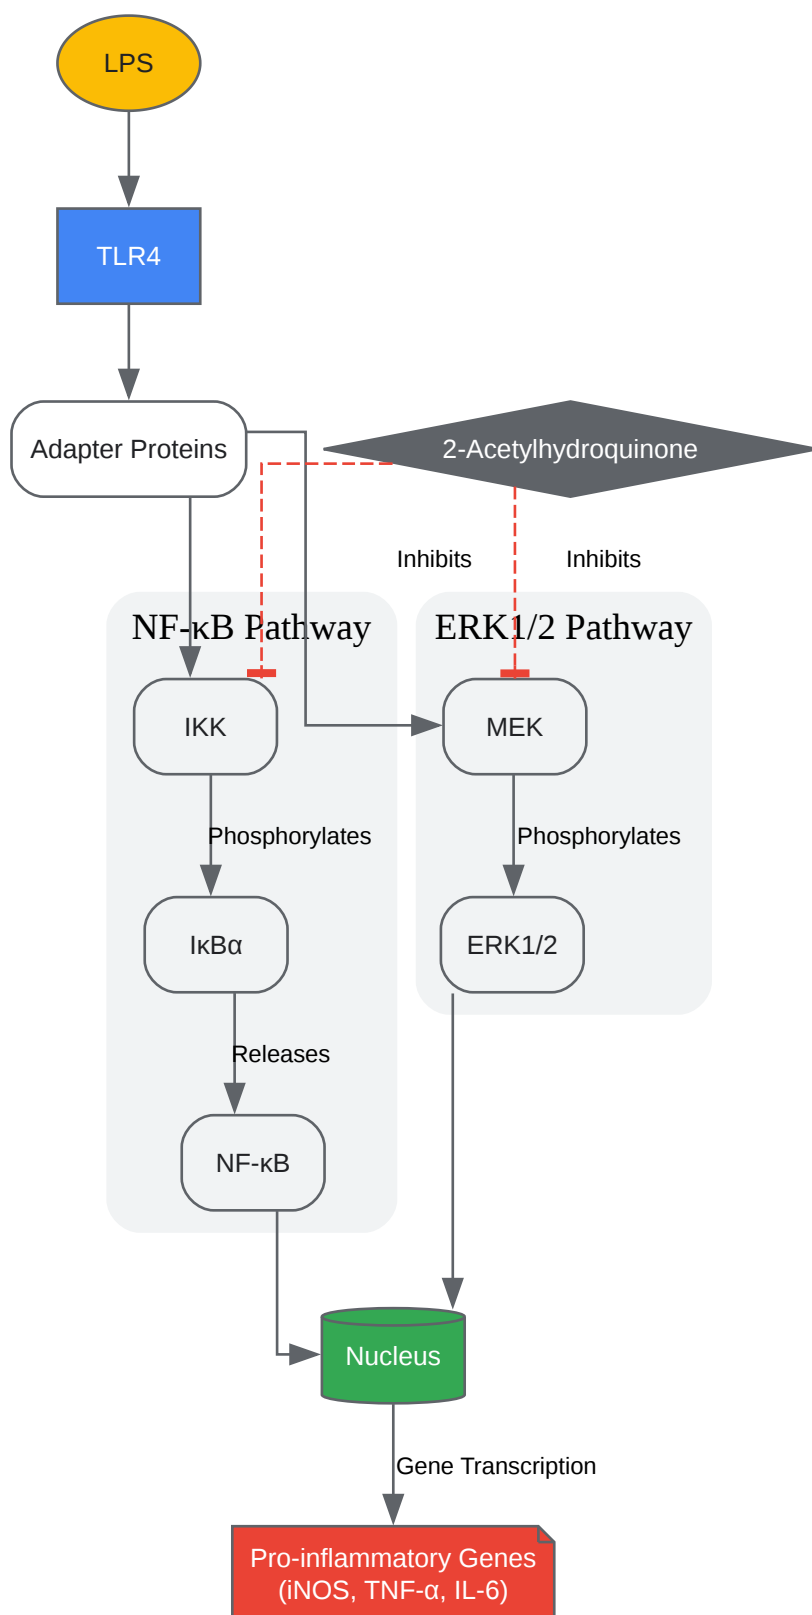 LPS
TLR4
Adapter Proteins
2-Acetylhydroquinone
Inhibits
Inhibits
NF-κB Pathway
ERK1/2 Pathway
IKK
MEK
Phosphorylates
Phosphorylates
IκBα
ERK1/2
Releases
NF-κB
Nucleus
Gene Transcription
Pro-inflammatory Genes
(iNOS, TNF-α, IL-6)